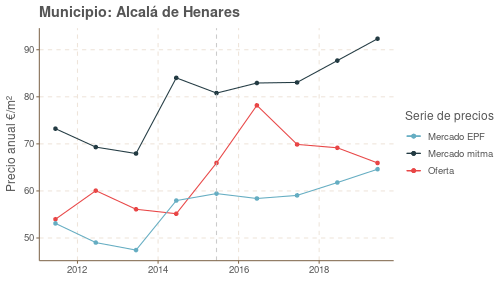 Municipio: Alcalá de Henares
Precio anual €/m²
90
80
70
60
50
2012
2014
2016
2018
Serie de precios
Mercado EPF
Mercado mitma
Oferta